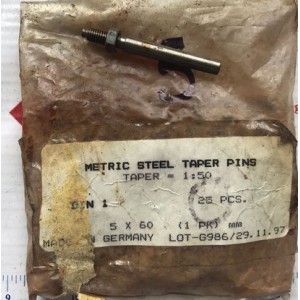 METRIC STEEL TAPER PINS
TAPER = 1:50
DIN 1 25 PCS.
5 X 60 (1 PK) mm
MADE IN GERMANY LOT-G986/29.11.97